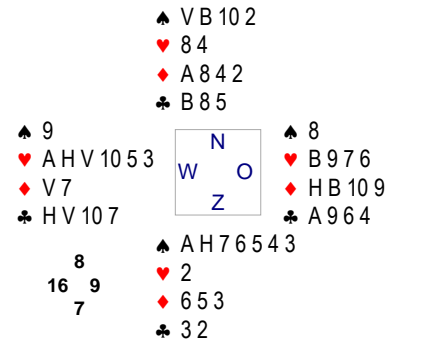 ♠ V B 10 2
♥ 8 4
♦ A 8 4 2
♣ B 8 5
♠ 9
♥ A H V 10 5 3
♦ V 7
♣ H V 10 7
N
W O
Z
♠ 8
♥ B 9 7 6
♦ H B 10 9
♣ A 9 6 4
♠ A H 7 6 5 4 3
♥ 2
♦ 6 5 3
♣ 3 2
8
16 9
7